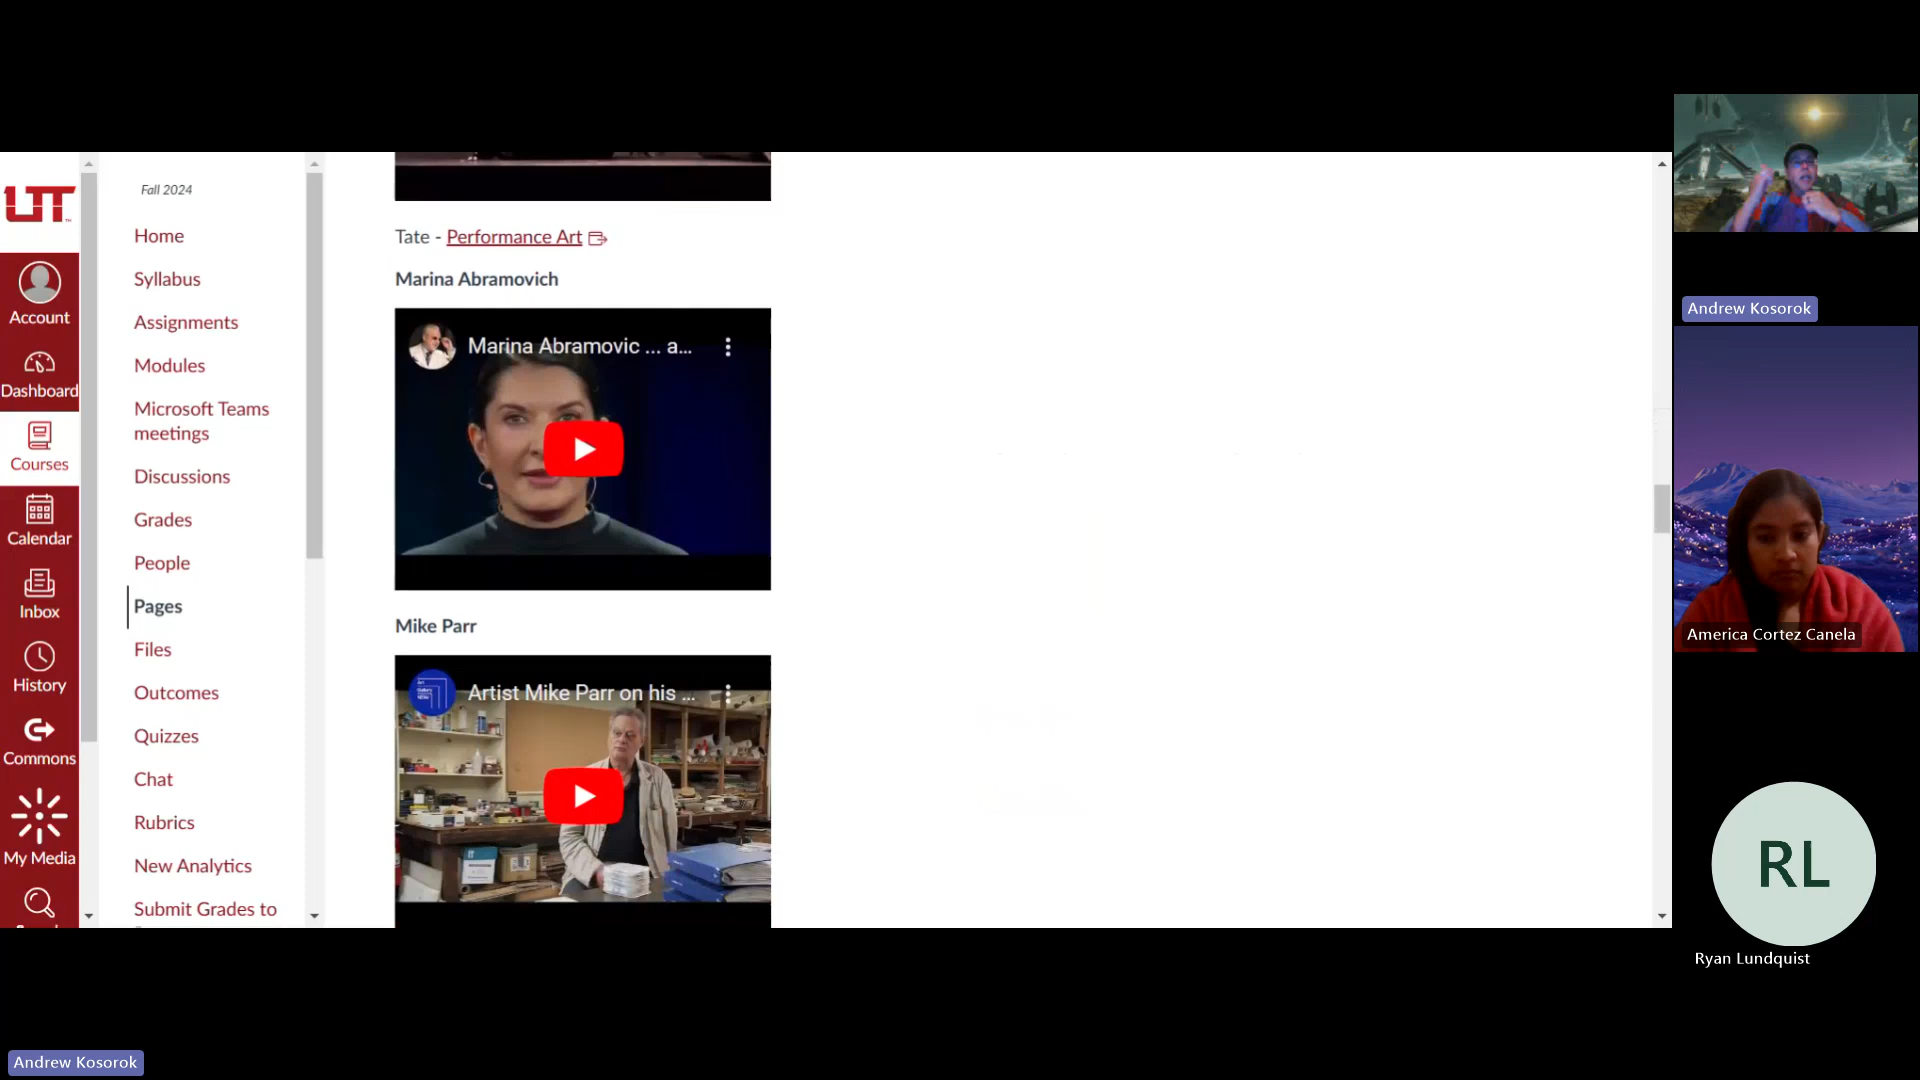 UT
Account
Dashboard
Courses
Calendar
Inbox
History
Commons
My Media
Fall 2024
Home
Syllabus
Assignments
Modules
Microsoft Teams
meetings
Discussions
Grades
People
Pages
Files
Outcomes
Quizzes
Chat
Rubrics
New Analytics
Submit Grades to
Tate - Performance Art
Marina Abramovich
Marina Abramovic ... a...
Mike Parr
Artist Mike Parr on his ...
Andrew Kosorok
America Cortez Canela
RL
Ryan Lundquist
Andrew Kosorok